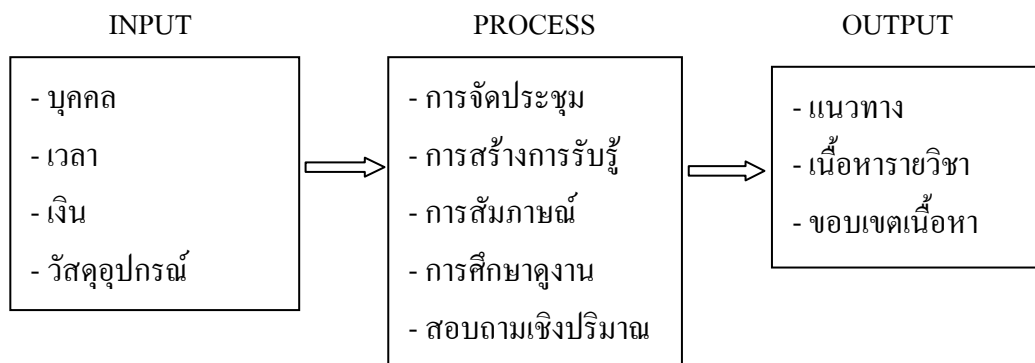 INPUT
- บุคคล
- เวลา
- เงิน
- วัสดุอุปกรณ์
PROCESS
- การจัดประชุม
- การสร้างการรับรู้
- การสัมภาษณ์
- การศึกษาดูงาน
- สอบถามเชิงปริมาณ
OUTPUT
- แนวทาง
- เนื้อหารายวิชา
- ขอบเขตเนื้อหา